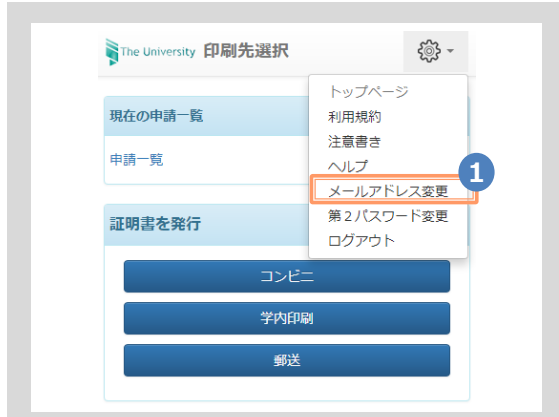 The University 印刷先選択
トップページ
利用規約
注意書き
ヘルプ
メールアドレス変更
1
第2パスワード変更
ログアウト
現在の申請一覧
申請一覧
証明書を発行
コンビニ
学内印刷
郵送